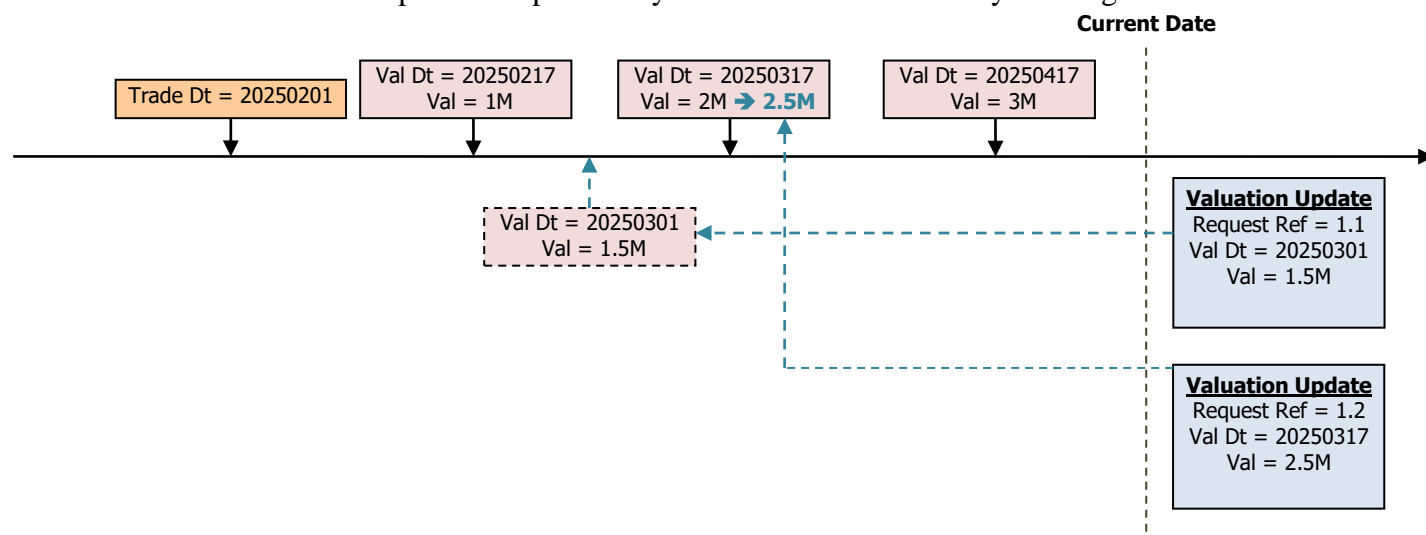 Current Date
Trade Dt = 20250201
Val Dt = 20250217
Val = 1M
Val Dt = 20250317
Val = 2M ➔ 2.5M
Val Dt = 20250417
Val = 3M
Val Dt = 20250301
Val = 1.5M
Valuation Update
Request Ref = 1.1
Val Dt = 20250301
Val = 1.5M
Valuation Update
Request Ref = 1.2
Val Dt = 20250317
Val = 2.5M